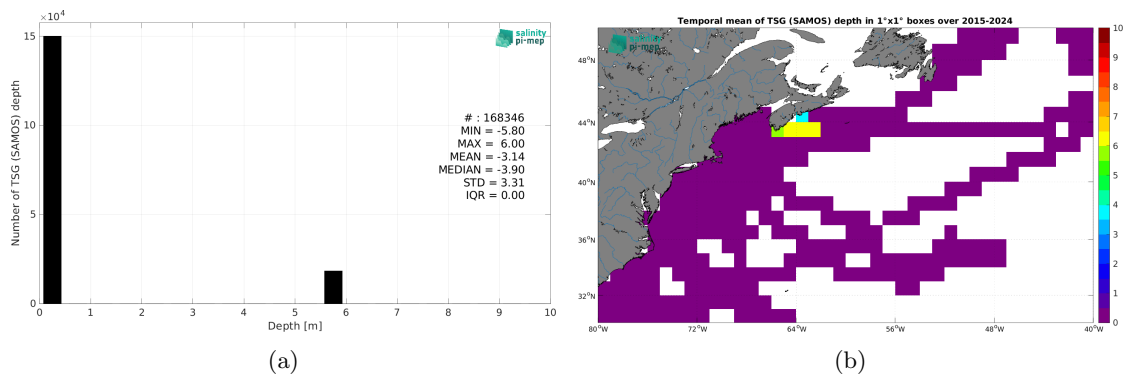 ×10⁴
15
10
5
0
Number of TSG (SAMOS) depth
salinity
pi-mep
# : 168346
MIN = -5.80
MAX = 6.00
MEAN = -3.14
MEDIAN = -3.90
STD = 3.31
IQR = 0.00
0 1 2 3 4 5 6 7 8 9 10
Depth [m]
(a)
Temporal mean of TSG (SAMOS) depth in 1°x1° boxes over 2015-2024
salinity
pi-mep
48°N
44°N
40°N
36°N
32°N
80°W 72°W 64°W 56°W 48°W 40°W
10
9
8
7
6
5
4
3
2
1
0
(b)